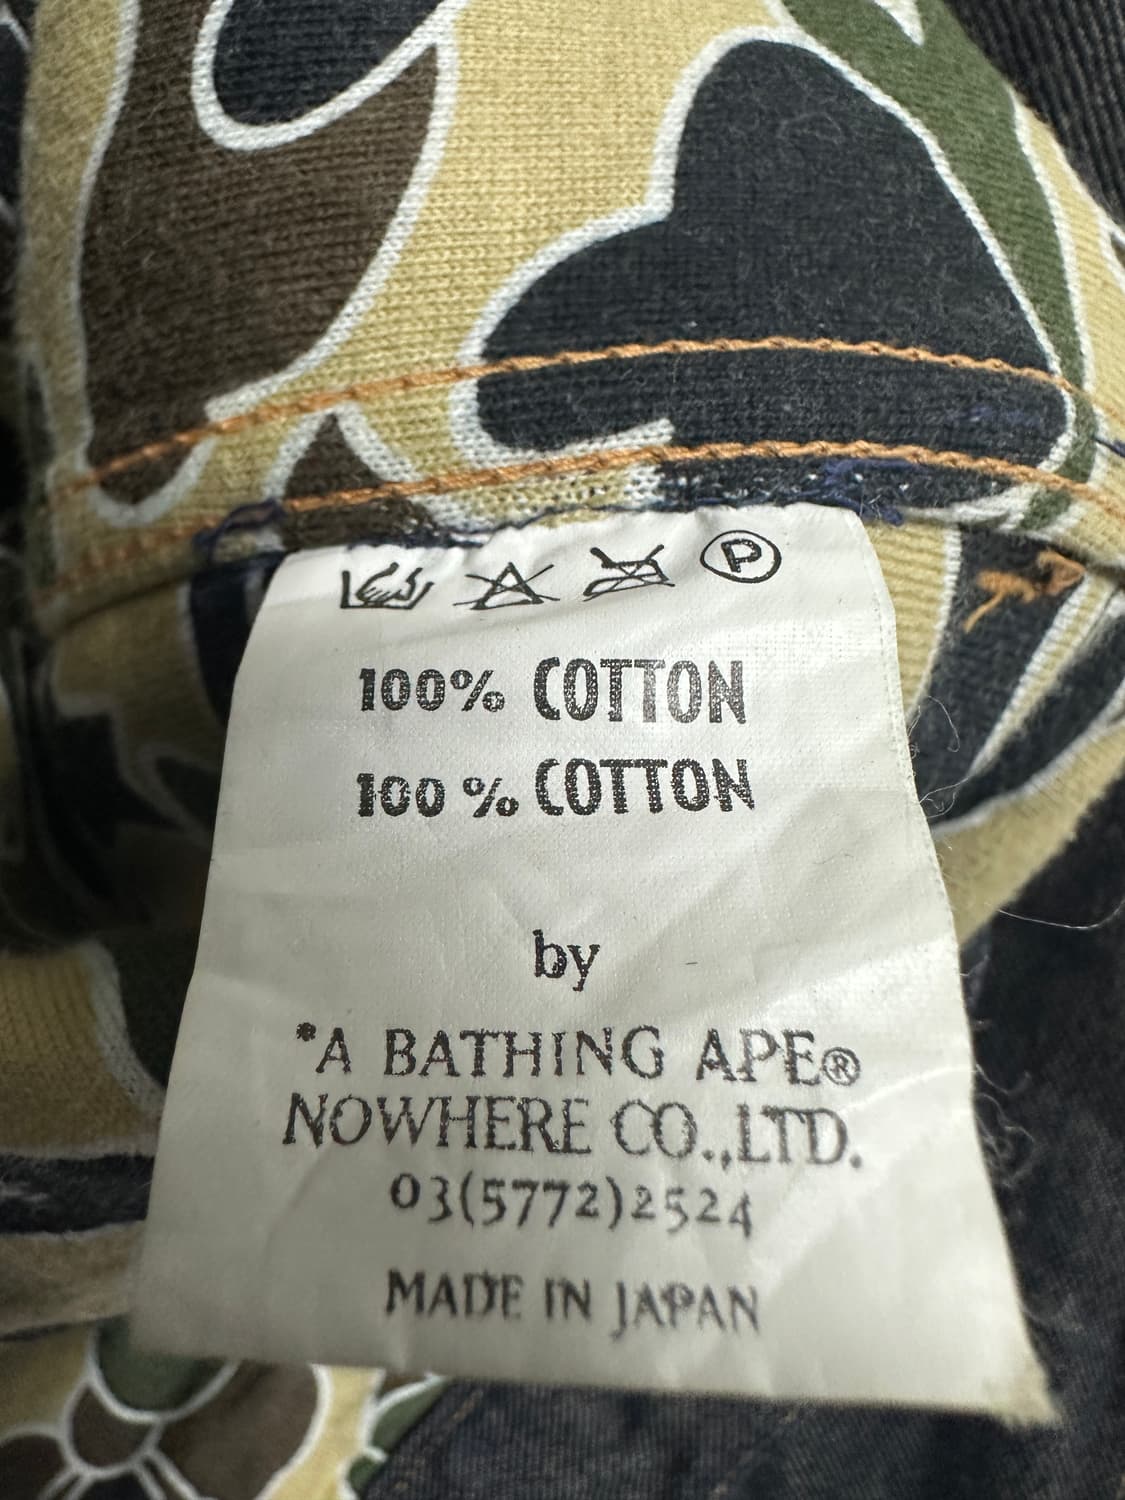 P
100% COTTON
100% COTTON
by
*A BATHING APE®
NOWHERE CO.,LTD.
03(5772)2524
MADE IN JAPAN